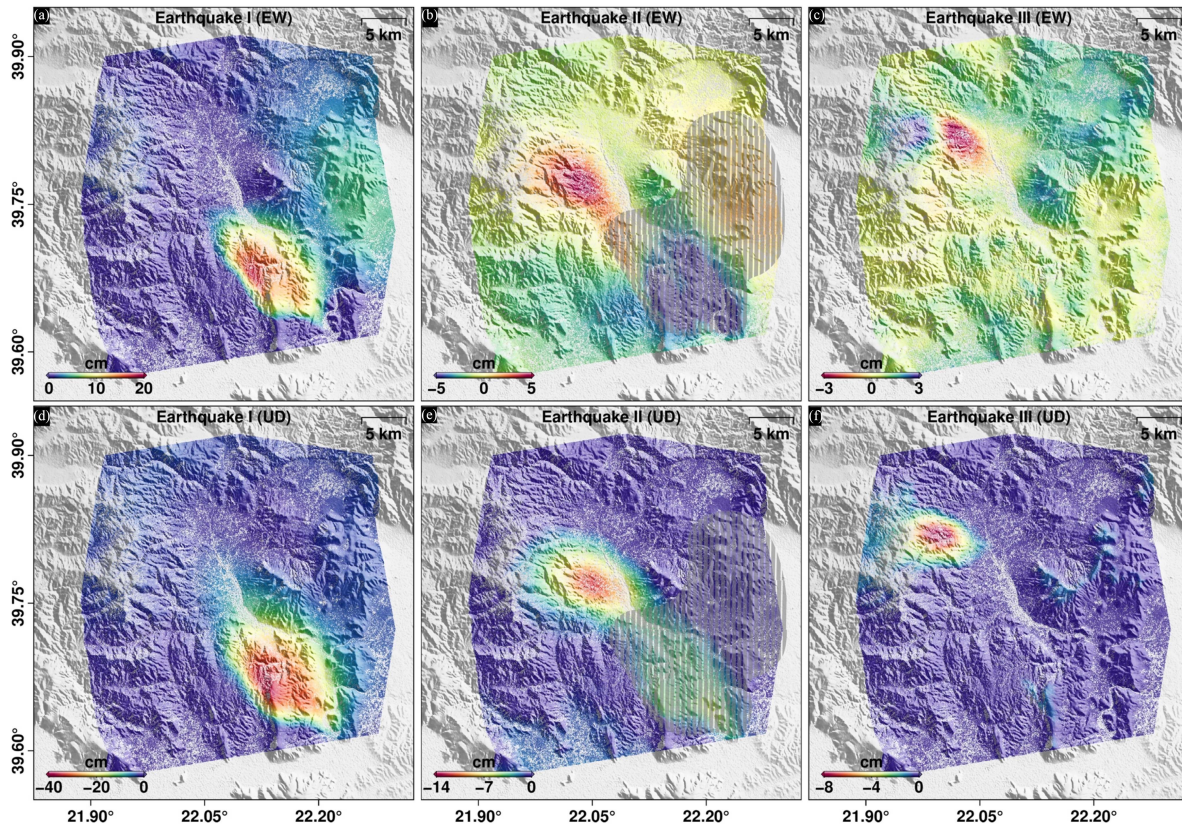 (a) Earthquake I (EW)
5 km
(b) Earthquake II (EW)
5 km
(c) Earthquake III (EW)
5 km
39.90°
39.75°
39.60°
cm
0 10 20
cm
−5 0 5
cm
−3 0 3
(d) Earthquake I (UD)
5 km
(e) Earthquake II (UD)
5 km
(f) Earthquake III (UD)
5 km
39.90°
39.75°
39.60°
cm
−40 −20 0
cm
−14 −7 0
cm
−8 −4 0
21.90° 22.05° 22.20°
21.90° 22.05° 22.20°
21.90° 22.05° 22.20°